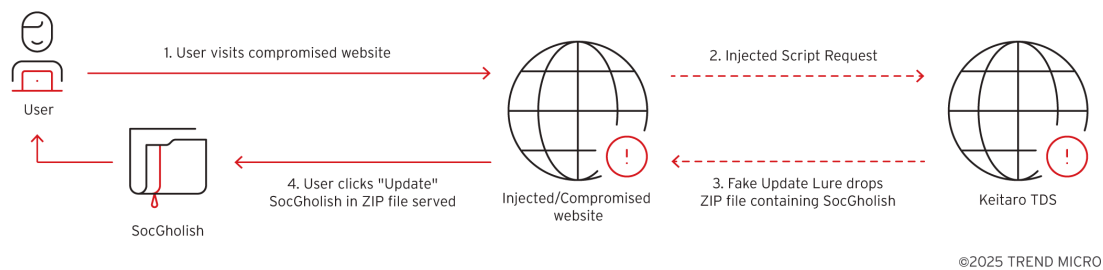 1. User visits compromised website
2. Injected Script Request
User
4. User clicks "Update"
SocGholish in ZIP file served
3. Fake Update Lure drops
ZIP file containing SocGholish
Injected/Compromised
website
Keitaro TDS
SocGholish
©2025 TREND MICRO